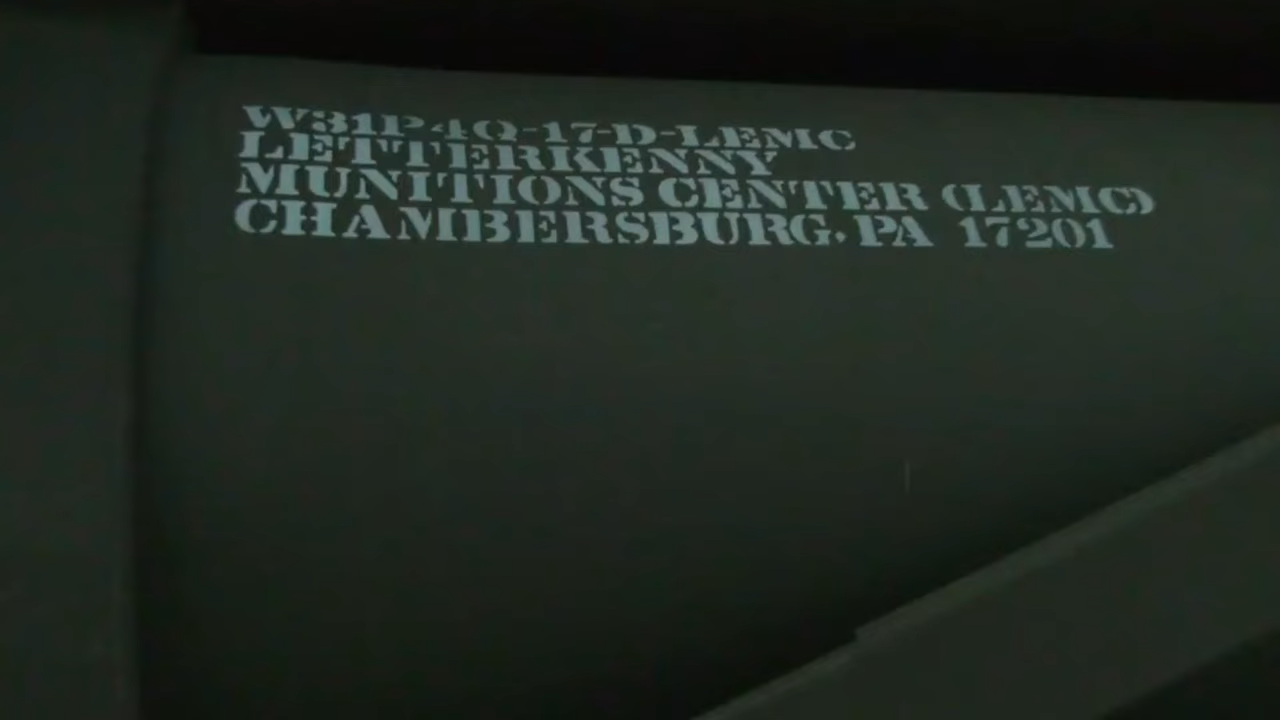 W31P4Q-17-D-LEMC
LETTERKENNY
MUNITIONS CENTER (LEMC)
CHAMBERSBURG, PA 17201